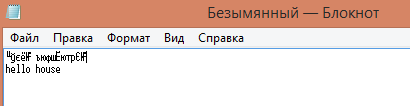 Безымянный — Блокнот
Файл Правка Формат Вид Справка
hello house